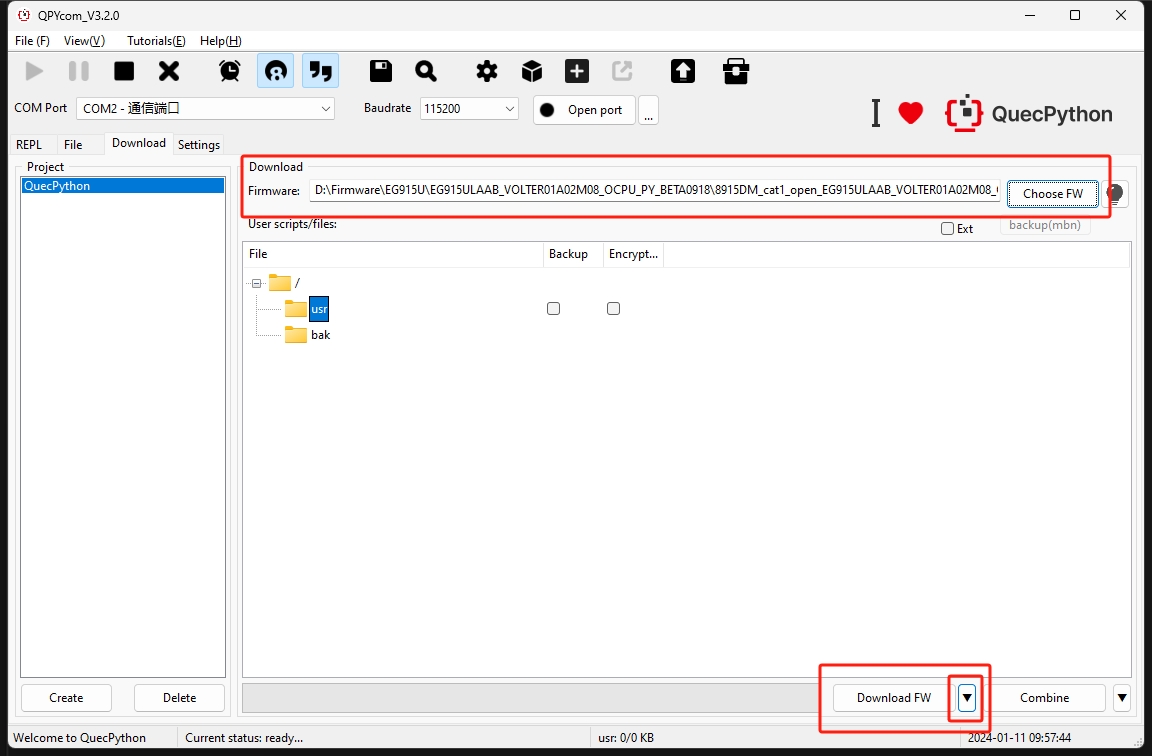 QPYcom_V3.2.0
File (F) View(V) Tutorials(E) Help(H)
COM Port COM2 - 通信端口 Baudrate 115200 Open port ...
I QuecPython
REPL File Download Settings
Project
QuecPython
Download
Firmware: D:\Firmware\EG915U\EG915ULAAB_VOLTER01A02M08_OCPU_PY_BETA0918\8915DM_cat1_open_EG915ULAAB_VOLTER01A02M08_ Choose FW
User scripts/files: Ext backup(mbn)
File Backup Encrypt...
/
usr
bak
Create Delete Download FW Combine
Welcome to QuecPython Current status: ready... usr: 0/0 KB 2024-01-11 09:57:44